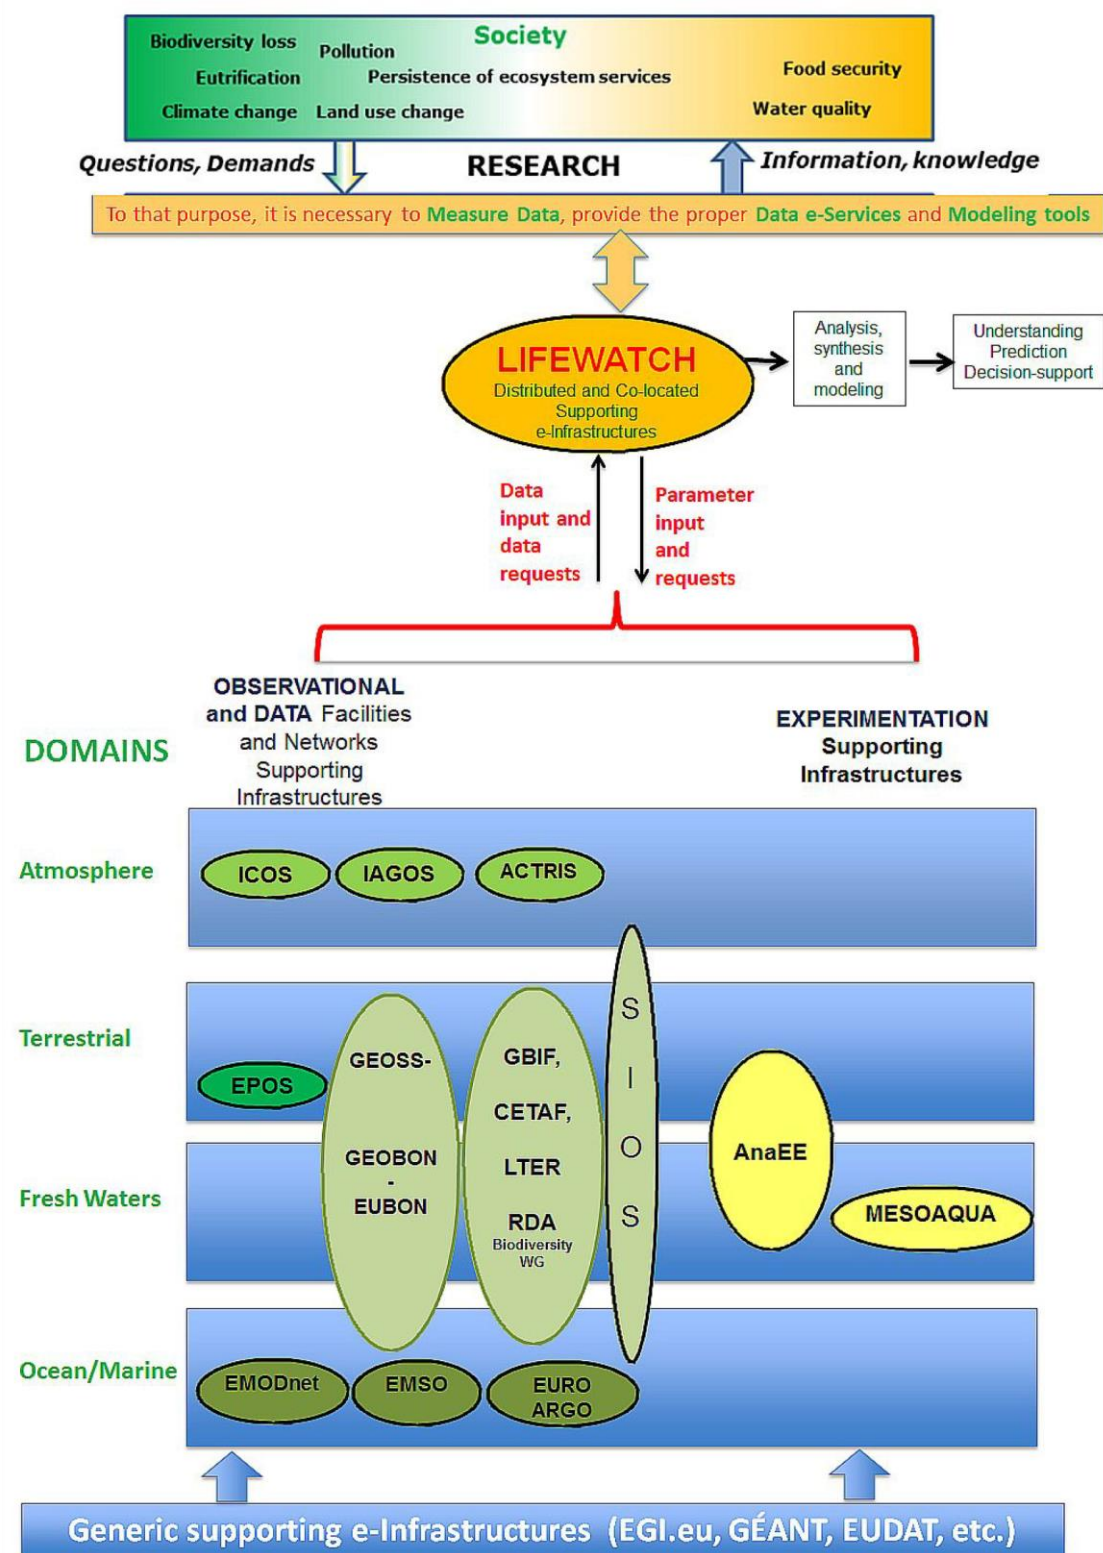 Society
Biodiversity loss
Pollution
Eutrification
Persistence of ecosystem services
Food security
Climate change
Land use change
Water quality
Questions, Demands
RESEARCH
Information, knowledge
To that purpose, it is necessary to Measure Data, provide the proper Data e-Services and Modeling tools
LIFEWATCH
Distributed and Co-located
Supporting
e-Infrastructures
Analysis,
synthesis
and
modeling
Understanding
Prediction
Decision-support
Data
input and
data
requests
Parameter
input
and
requests
DOMAINS
OBSERVATIONAL
and DATA Facilities
and Networks
Supporting
Infrastructures
EXPERIMENTATION
Supporting
Infrastructures
Atmosphere
ICOS
IAGOS
ACTRIS
Terrestrial
EPOS
GEOSS-
GEOBON
-
EUBON
GBIF,
CETAF,
LTER
RDA
Biodiversity
WG
S
I
O
S
AnaEE
Fresh Waters
MESOAQUA
Ocean/Marine
EMODnet
EMSO
EURO
ARGO
Generic supporting e-Infrastructures (EGI.eu, GÉANT, EUDAT, etc.)